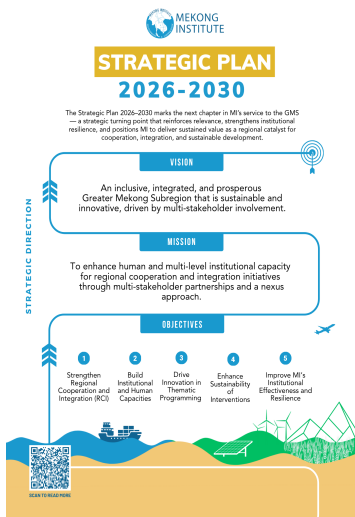 MEKONG
INSTITUTE
STRATEGIC PLAN
2026-2030
The Strategic Plan 2026–2030 marks the next chapter in MI's service to the GMS
— a strategic turning point that reinforces relevance, strengthens institutional
resilience, and positions MI to deliver sustained value as a regional catalyst for
cooperation, integration, and sustainable development.
STRATEGIC DIRECTION
VISION
An inclusive, integrated, and prosperous
Greater Mekong Subregion that is sustainable and
innovative, driven by multi-stakeholder involvement.
MISSION
To enhance human and multi-level institutional capacity
for regional cooperation and integration initiatives
through multi-stakeholder partnerships and a nexus
approach.
OBJECTIVES
1
Strengthen
Regional
Cooperation and
Integration (RCI)
2
Build
Institutional
and Human
Capacities
3
Drive
Innovation in
Thematic
Programming
4
Enhance
Sustainability
of
Interventions
5
Improve MI's
Institutional
Effectiveness and
Resilience
SCAN TO READ MORE